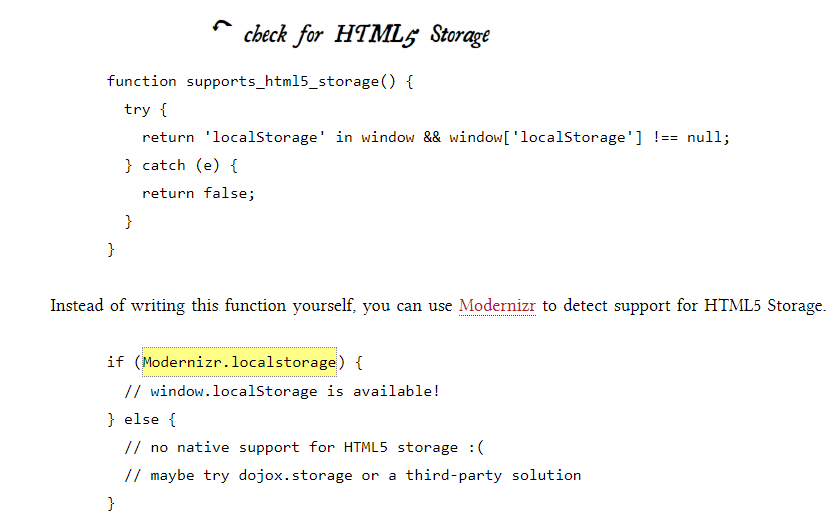 check for HTML5 Storage
function supports_html5_storage() {
  try {
    return 'localStorage' in window && window['localStorage'] !== null;
  } catch (e) {
    return false;
  }
}
Instead of writing this function yourself, you can use Modernizr to detect support for HTML5 Storage.
if (Modernizr.localstorage) {
  // window.localStorage is available!
} else {
  // no native support for HTML5 storage :(
  // maybe try dojox.storage or a third-party solution
}